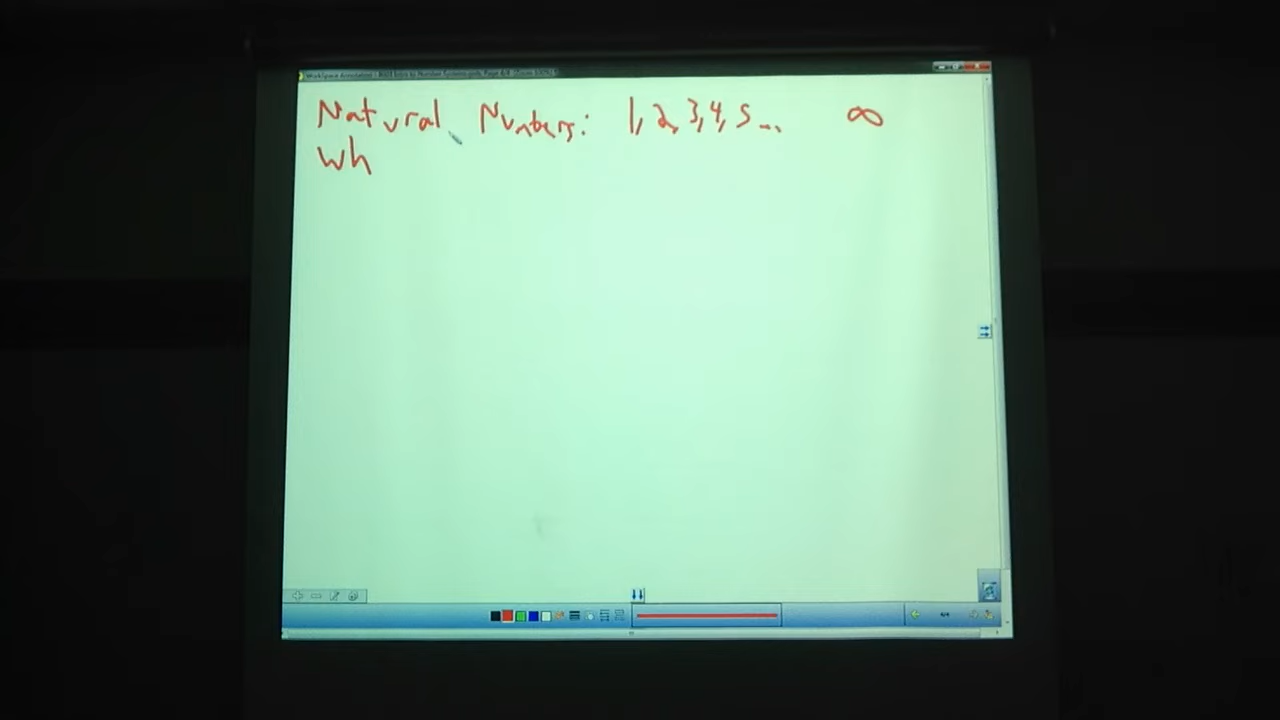 Natural Numbers: 1, 2, 3, 4, 5 ... ∞
Wh